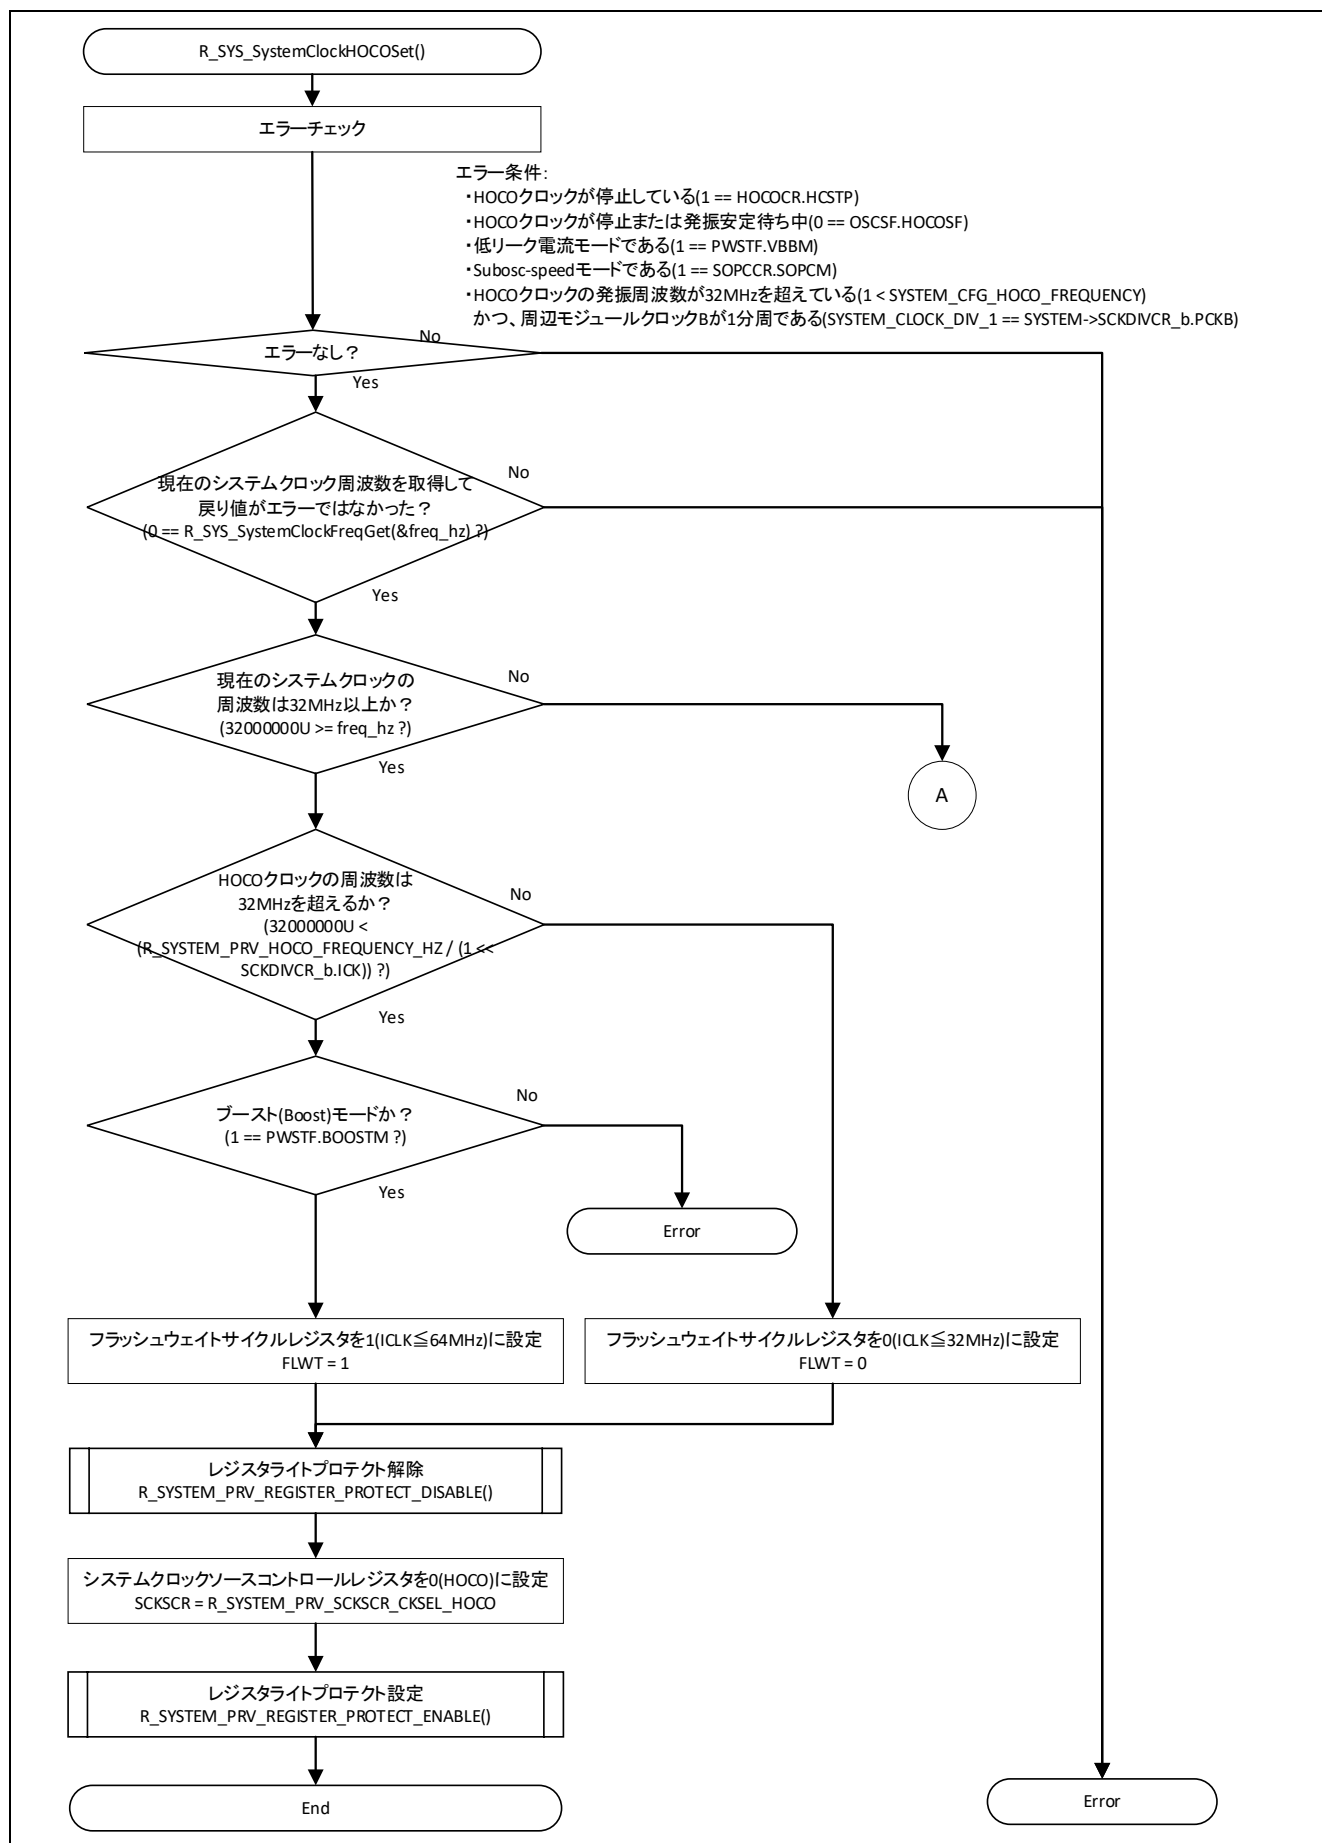 R_SYS_SystemClockHOCOSet()
エラーチェック
エラー条件:
・HOCOクロックが停止している(1 == HOCOCR.HCSTP)
・HOCOクロックが停止または発振安定待ち中(0 == OSCSF.HOCOSF)
・低リーク電流モードである(1 == PWSTF.VBBM)
・Subosc-speedモードである(1 == SOPCCR.SOPCM)
・HOCOクロックの発振周波数が32MHzを超えている(1 < SYSTEM_CFG_HOCO_FREQUENCY)
かつ、周辺モジュールクロックBが1分周である(SYSTEM_CLOCK_DIV_1 == SYSTEM->SCKDIVCR_b.PCKB)
エラーなし？
No
Yes
現在のシステムクロック周波数を取得して
戻り値がエラーではなかった？
(0 == R_SYS_SystemClockFreqGet(&freq_hz) ?)
No
Yes
現在のシステムクロックの
周波数は32MHz以上か？
(32000000U >= freq_hz ?)
No
Yes
A
HOCOクロックの周波数は
32MHzを超えるか？
(32000000U <
(R_SYSTEM_PRV_HOCO_FREQUENCY_HZ / (1 <<
SCKDIVCR_b.ICK)) ?)
No
Yes
ブースト(Boost)モードか？
(1 == PWSTF.BOOSTM ?)
No
Yes
Error
フラッシュウェイトサイクルレジスタを1(ICLK≦64MHz)に設定
FLWT = 1
フラッシュウェイトサイクルレジスタを0(ICLK≦32MHz)に設定
FLWT = 0
レジスタライトプロテクト解除
R_SYSTEM_PRV_REGISTER_PROTECT_DISABLE()
システムクロックソースコントロールレジスタを0(HOCO)に設定
SCKSCR = R_SYSTEM_PRV_SCKSCR_CKSEL_HOCO
レジスタライトプロテクト設定
R_SYSTEM_PRV_REGISTER_PROTECT_ENABLE()
End
Error